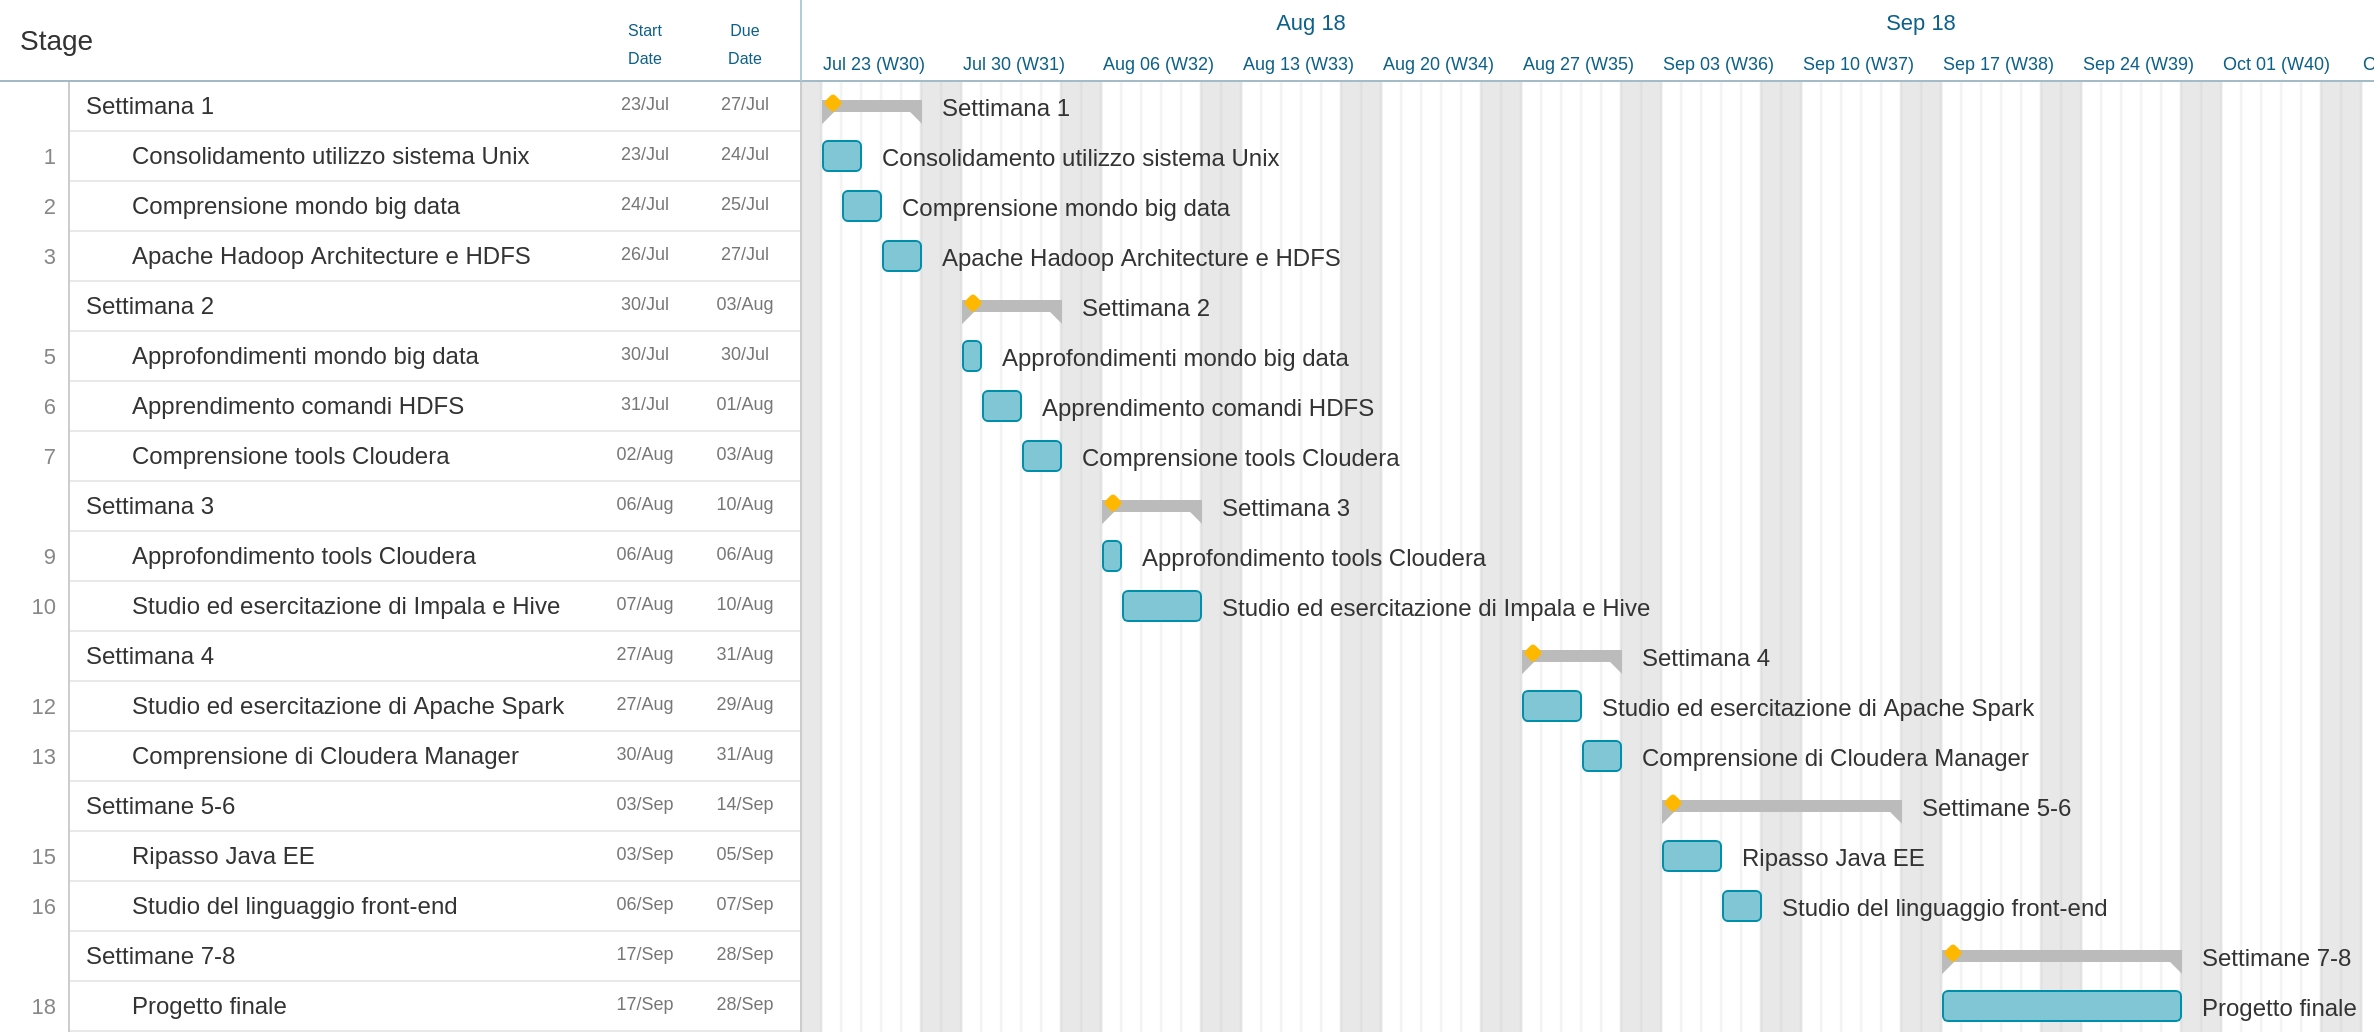 Stage Start Date Due Date
Aug 18 Sep 18
Jul 23 (W30) Jul 30 (W31) Aug 06 (W32) Aug 13 (W33) Aug 20 (W34) Aug 27 (W35) Sep 03 (W36) Sep 10 (W37) Sep 17 (W38) Sep 24 (W39) Oct 01 (W40)
Settimana 1 23/Jul 27/Jul Settimana 1
1 Consolidamento utilizzo sistema Unix 23/Jul 24/Jul Consolidamento utilizzo sistema Unix
2 Comprensione mondo big data 24/Jul 25/Jul Comprensione mondo big data
3 Apache Hadoop Architecture e HDFS 26/Jul 27/Jul Apache Hadoop Architecture e HDFS
Settimana 2 30/Jul 03/Aug Settimana 2
5 Approfondimenti mondo big data 30/Jul 30/Jul Approfondimenti mondo big data
6 Apprendimento comandi HDFS 31/Jul 01/Aug Apprendimento comandi HDFS
7 Comprensione tools Cloudera 02/Aug 03/Aug Comprensione tools Cloudera
Settimana 3 06/Aug 10/Aug Settimana 3
9 Approfondimento tools Cloudera 06/Aug 06/Aug Approfondimento tools Cloudera
10 Studio ed esercitazione di Impala e Hive 07/Aug 10/Aug Studio ed esercitazione di Impala e Hive
Settimana 4 27/Aug 31/Aug Settimana 4
12 Studio ed esercitazione di Apache Spark 27/Aug 29/Aug Studio ed esercitazione di Apache Spark
13 Comprensione di Cloudera Manager 30/Aug 31/Aug Comprensione di Cloudera Manager
Settimane 5-6 03/Sep 14/Sep Settimane 5-6
15 Ripasso Java EE 03/Sep 05/Sep Ripasso Java EE
16 Studio del linguaggio front-end 06/Sep 07/Sep Studio del linguaggio front-end
Settimane 7-8 17/Sep 28/Sep Settimane 7-8
18 Progetto finale 17/Sep 28/Sep Progetto finale